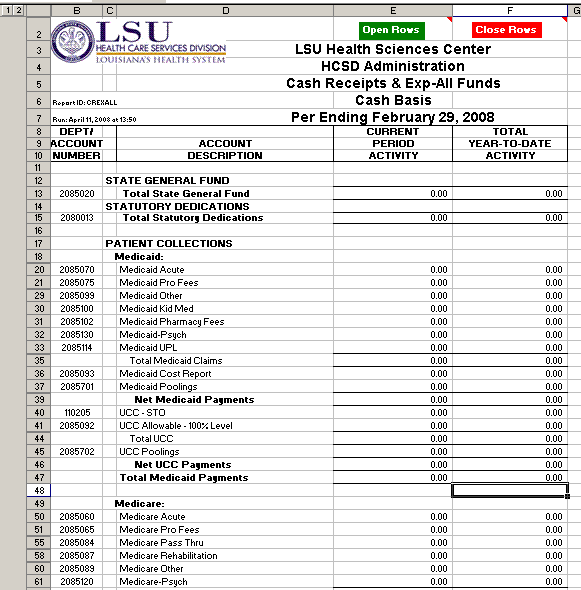 1 2 B C D E F G
2 LSU Open Rows Close Rows
3 HEALTH CARE SERVICES DIVISION LSU Health Sciences Center
4 LOUISIANA'S HEALTH SYSTEM HCSD Administration
5 Cash Receipts & Exp-All Funds
6 Report ID: CREXALL Cash Basis
7 Run: April 11, 2008 at 13:50 Per Ending February 29, 2008
8 DEPT/ CURRENT TOTAL
9 ACCOUNT ACCOUNT PERIOD YEAR-TO-DATE
10 NUMBER DESCRIPTION ACTIVITY ACTIVITY
11
12 STATE GENERAL FUND
13 2085020 Total State General Fund 0.00 0.00
14 STATUTORY DEDICATIONS
15 2080013 Total Statutory Dedications 0.00 0.00
16
17 PATIENT COLLECTIONS
18 Medicaid:
20 2085070 Medicaid Acute 0.00 0.00
21 2085075 Medicaid Pro Fees 0.00 0.00
29 2085099 Medicaid Other 0.00 0.00
30 2085100 Medicaid Kid Med 0.00 0.00
31 2085102 Medicaid Pharmacy Fees 0.00 0.00
32 2085130 Medicaid-Psych 0.00 0.00
33 2085114 Medicaid UPL 0.00 0.00
35 Total Medicaid Claims 0.00 0.00
36 2085093 Medicaid Cost Report 0.00 0.00
37 2085701 Medicaid Poolings 0.00 0.00
39 Net Medicaid Payments 0.00 0.00
40 110205 UCC - STO 0.00 0.00
41 2085092 UCC Allowable - 100% Level 0.00 0.00
44 Total UCC 0.00 0.00
45 2085702 UCC Poolings 0.00 0.00
46 Net UCC Payments 0.00 0.00
47 Total Medicaid Payments 0.00 0.00
48
49 Medicare:
50 2085060 Medicare Acute 0.00 0.00
51 2085065 Medicare Pro Fees 0.00 0.00
55 2085084 Medicare Pass Thru 0.00 0.00
58 2085087 Medicare Rehabilitation 0.00 0.00
60 2085089 Medicare Other 0.00 0.00
61 2085120 Medicare-Psych 0.00 0.00